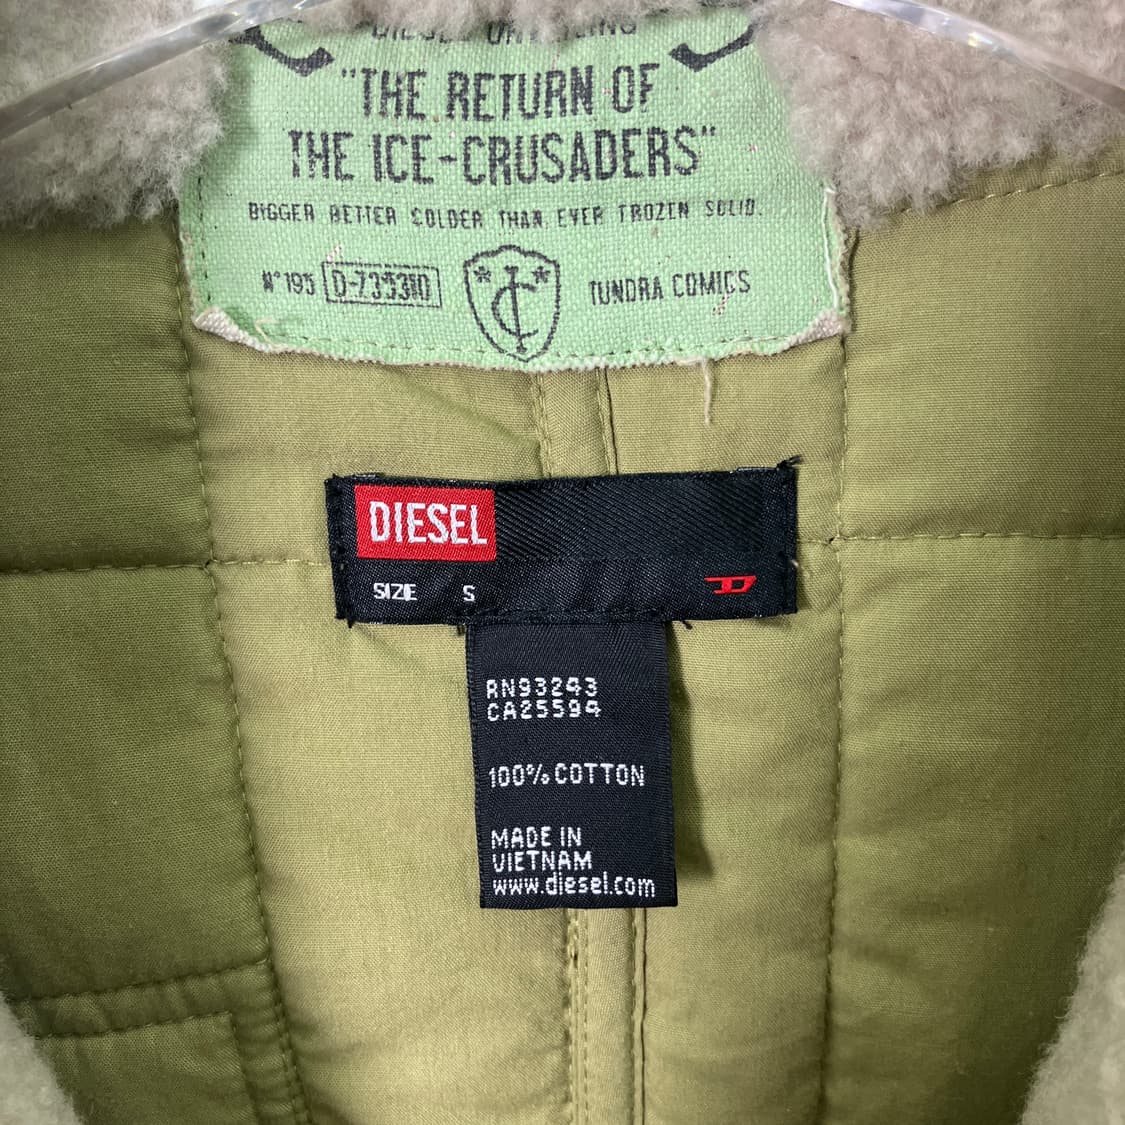 "THE RETURN OF
THE ICE-CRUSADERS"
BIGGER BETTER COLDER THAN EVER FROZEN SOLID.
N°195
TUNDRA COMICS
DIESEL
SIZE S
RN93243
CA25594
100% COTTON
MADE IN
VIETNAM
www.diesel.com